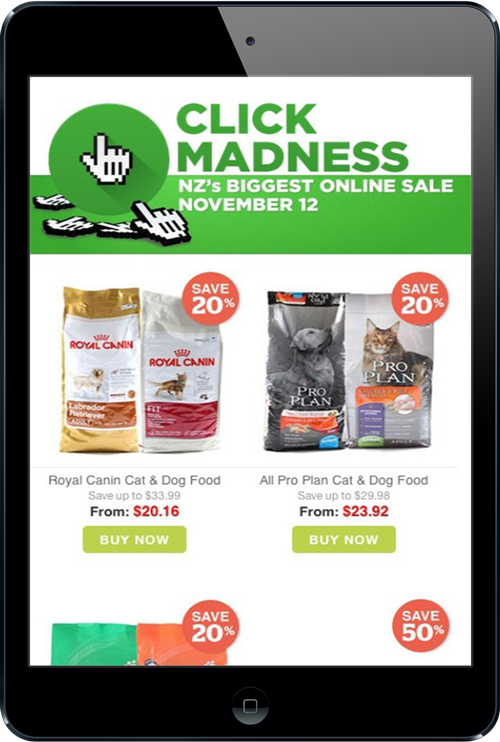 CLICK
MADNESS
NZ's BIGGEST ONLINE SALE
NOVEMBER 12
SAVE
20%
SAVE
20%
ROYAL CANIN
ROYAL CANIN
Labrador
Retriever
ADULT
FIT
PRO
PLAN
PRO
PLAN
ADULT
Royal Canin Cat & Dog Food
Save up to $33.99
From: $20.16
BUY NOW
All Pro Plan Cat & Dog Food
Save up to $29.98
From: $23.92
BUY NOW
SAVE
20%
SAVE
50%